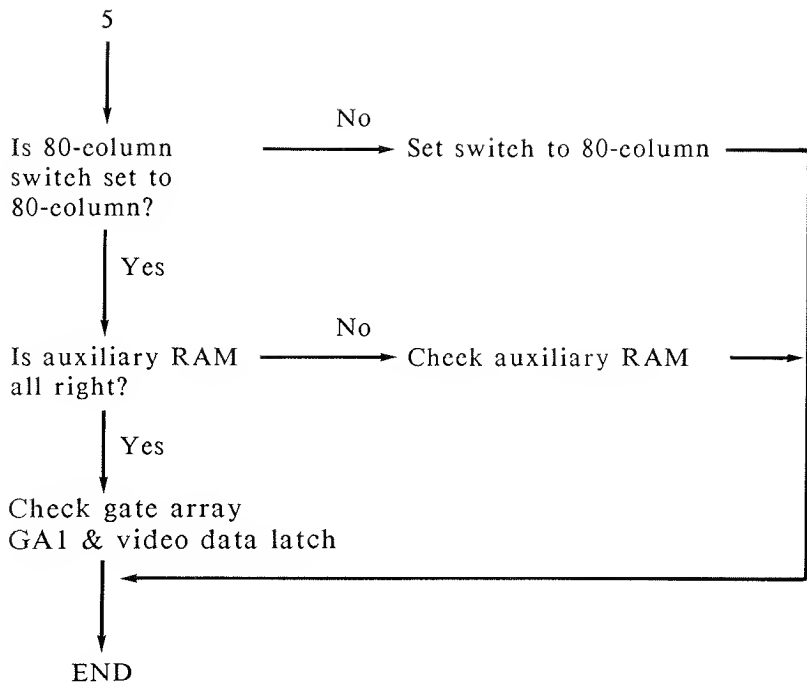 5
No
Is 80-column
switch set to
80-column?
Set switch to 80-column
Yes
No
Is auxiliary RAM
all right?
Check auxiliary RAM
Yes
Check gate array
GA1 & video data latch
END